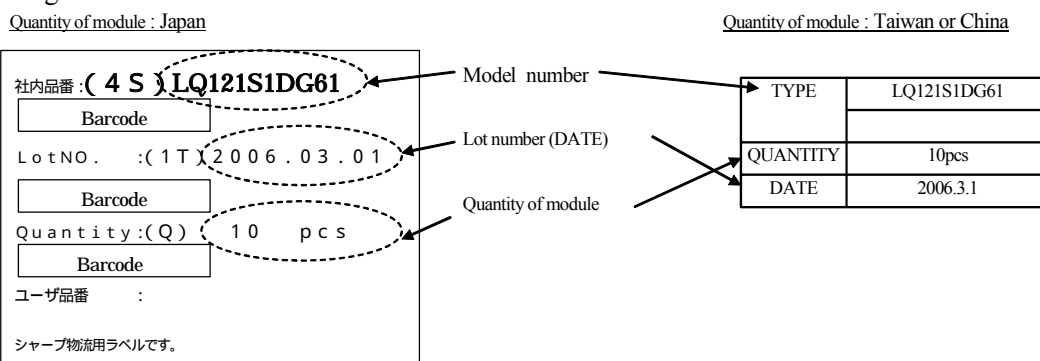 Quantity of module : Japan
Quantity of module : Taiwan or China
社内品番 : (4S) LQ121S1DG61
Barcode
LotNO. :(1T) 2006.03.01
Barcode
Quantity:(Q) 10 pcs
Barcode
ユーザ品番 :
シャープ物流用ラベルです。
Model number
Lot number (DATE)
Quantity of module
TYPE LQ121S1DG61
QUANTITY 10pcs
DATE 2006.3.1